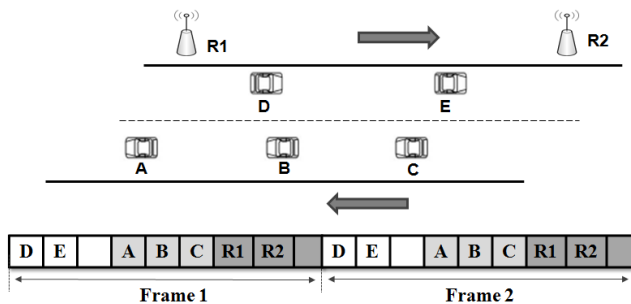 R1
R2
D
E
A
B
C
D E A B C R1 R2 D E A B C R1 R2
Frame 1
Frame 2